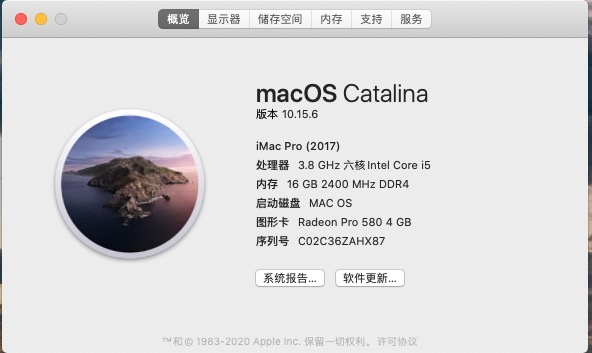 概览 显示器 储存空间 内存 支持 服务
macOS Catalina
版本 10.15.6
iMac Pro (2017)
处理器 3.8 GHz 六核Intel Core i5
内存 16 GB 2400 MHz DDR4
启动磁盘 MAC OS
图形卡 Radeon Pro 580 4 GB
序列号 C02C36ZAHX87
系统报告... 软件更新...
™和© 1983-2020 Apple Inc. 保留一切权利。许可协议